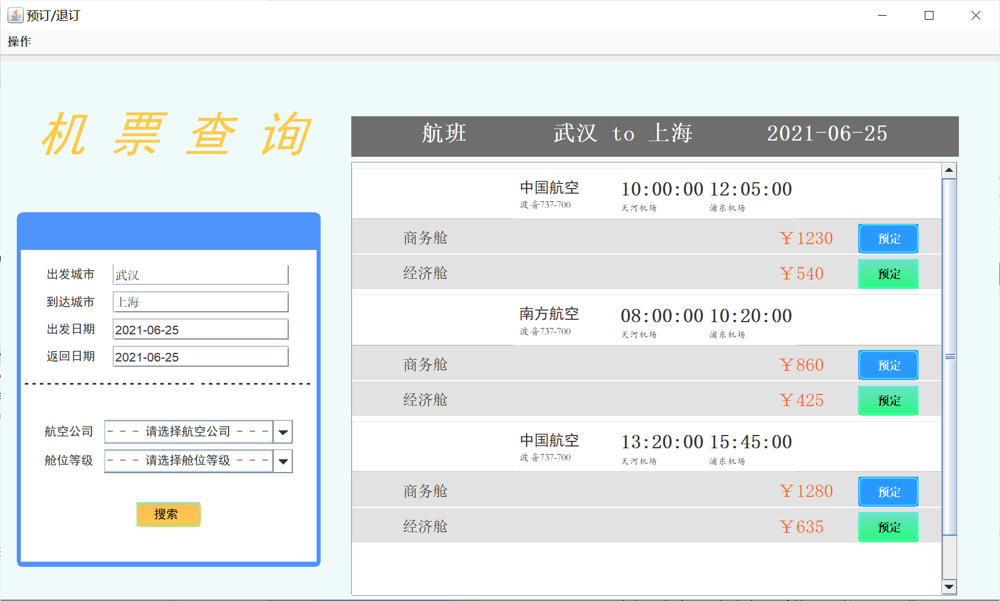 预订/退订
操作
机 票 查 询
出发城市 武汉
到达城市 上海
出发日期 2021-06-25
返回日期 2021-06-25
航空公司 - - - 请选择航空公司 - - -
舱位等级 - - - 请选择舱位等级 - - -
搜索
航班 武汉 to 上海 2021-06-25
中国航空 10:00:00 12:05:00
波音737-700 天河机场 浦东机场
商务舱 ￥1230 预定
经济舱 ￥540 预定
南方航空 08:00:00 10:20:00
波音737-700 天河机场 浦东机场
商务舱 ￥860 预定
经济舱 ￥425 预定
中国航空 13:20:00 15:45:00
波音737-700 天河机场 浦东机场
商务舱 ￥1280 预定
经济舱 ￥635 预定